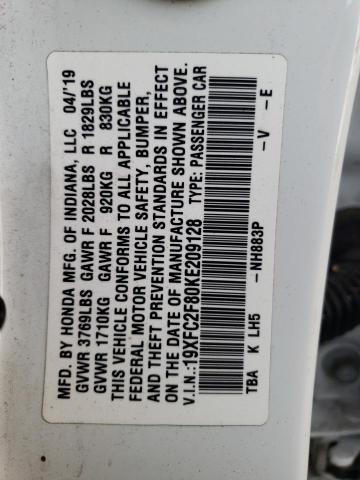 MFD. BY HONDA MFG. OF INDIANA, LLC 04/'19
GVWR 3769LBS GAWR F 2028LBS R 1829LBS
GVWR 1710KG GAWR F 920KG R 830KG
THIS VEHICLE CONFORMS TO ALL APPLICABLE
FEDERAL MOTOR VEHICLE SAFETY, BUMPER,
AND THEFT PREVENTION STANDARDS IN EFFECT
ON THE DATE OF MANUFACTURE SHOWN ABOVE.
V.I.N.:19XFC2F80KE209128 TYPE: PASSENGER CAR
TBA K LH5 -NH883P -V -E